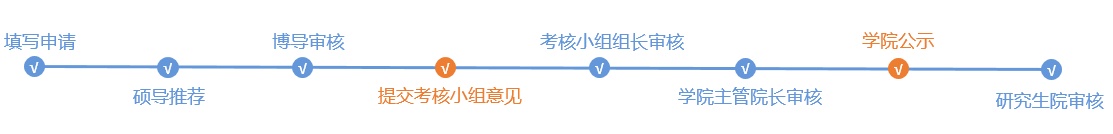 填写申请
硕导推荐
博导审核
提交考核小组意见
考核小组组长审核
学院主管院长审核
学院公示
研究生院审核